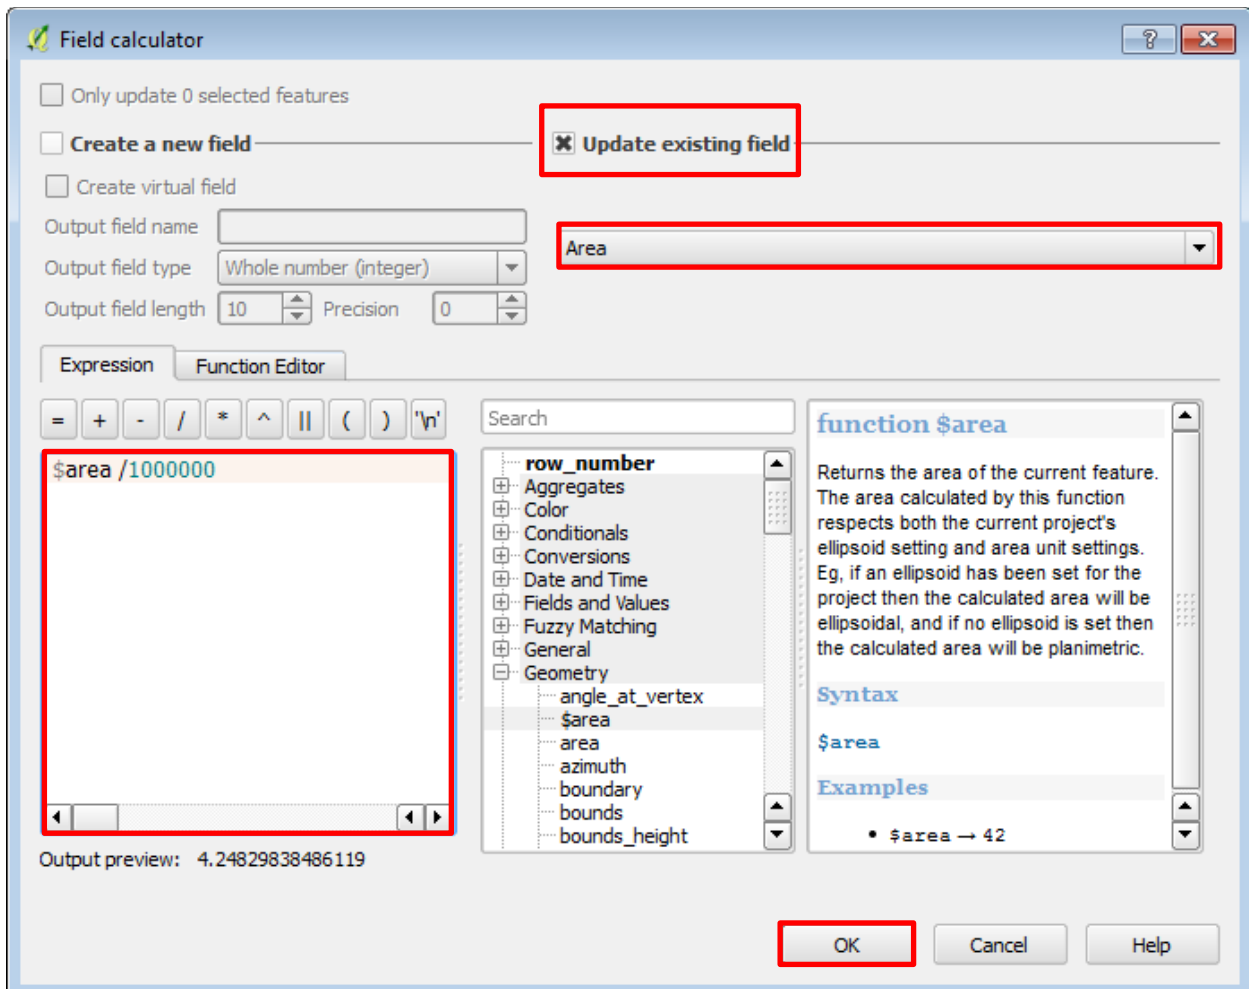 Field calculator
?
Only update 0 selected features
Create a new field
Update existing field
Create virtual field
Output field name
Area
Output field type Whole number (integer)
Output field length 10 Precision 0
Expression Function Editor
= + - / * ^ || ( ) '\n'
$area /1000000
Output preview: 4.24829838486119
Search
row_number
Aggregates
Color
Conditionals
Conversions
Date and Time
Fields and Values
Fuzzy Matching
General
Geometry
angle_at_vertex
$area
area
azimuth
boundary
bounds
bounds_height
function $area
Returns the area of the current feature.
The area calculated by this function
respects both the current project's
ellipsoid setting and area unit settings.
Eg, if an ellipsoid has been set for the
project then the calculated area will be
ellipsoidal, and if no ellipsoid is set then
the calculated area will be planimetric.
Syntax
$area
Examples
• $area → 42
OK Cancel Help